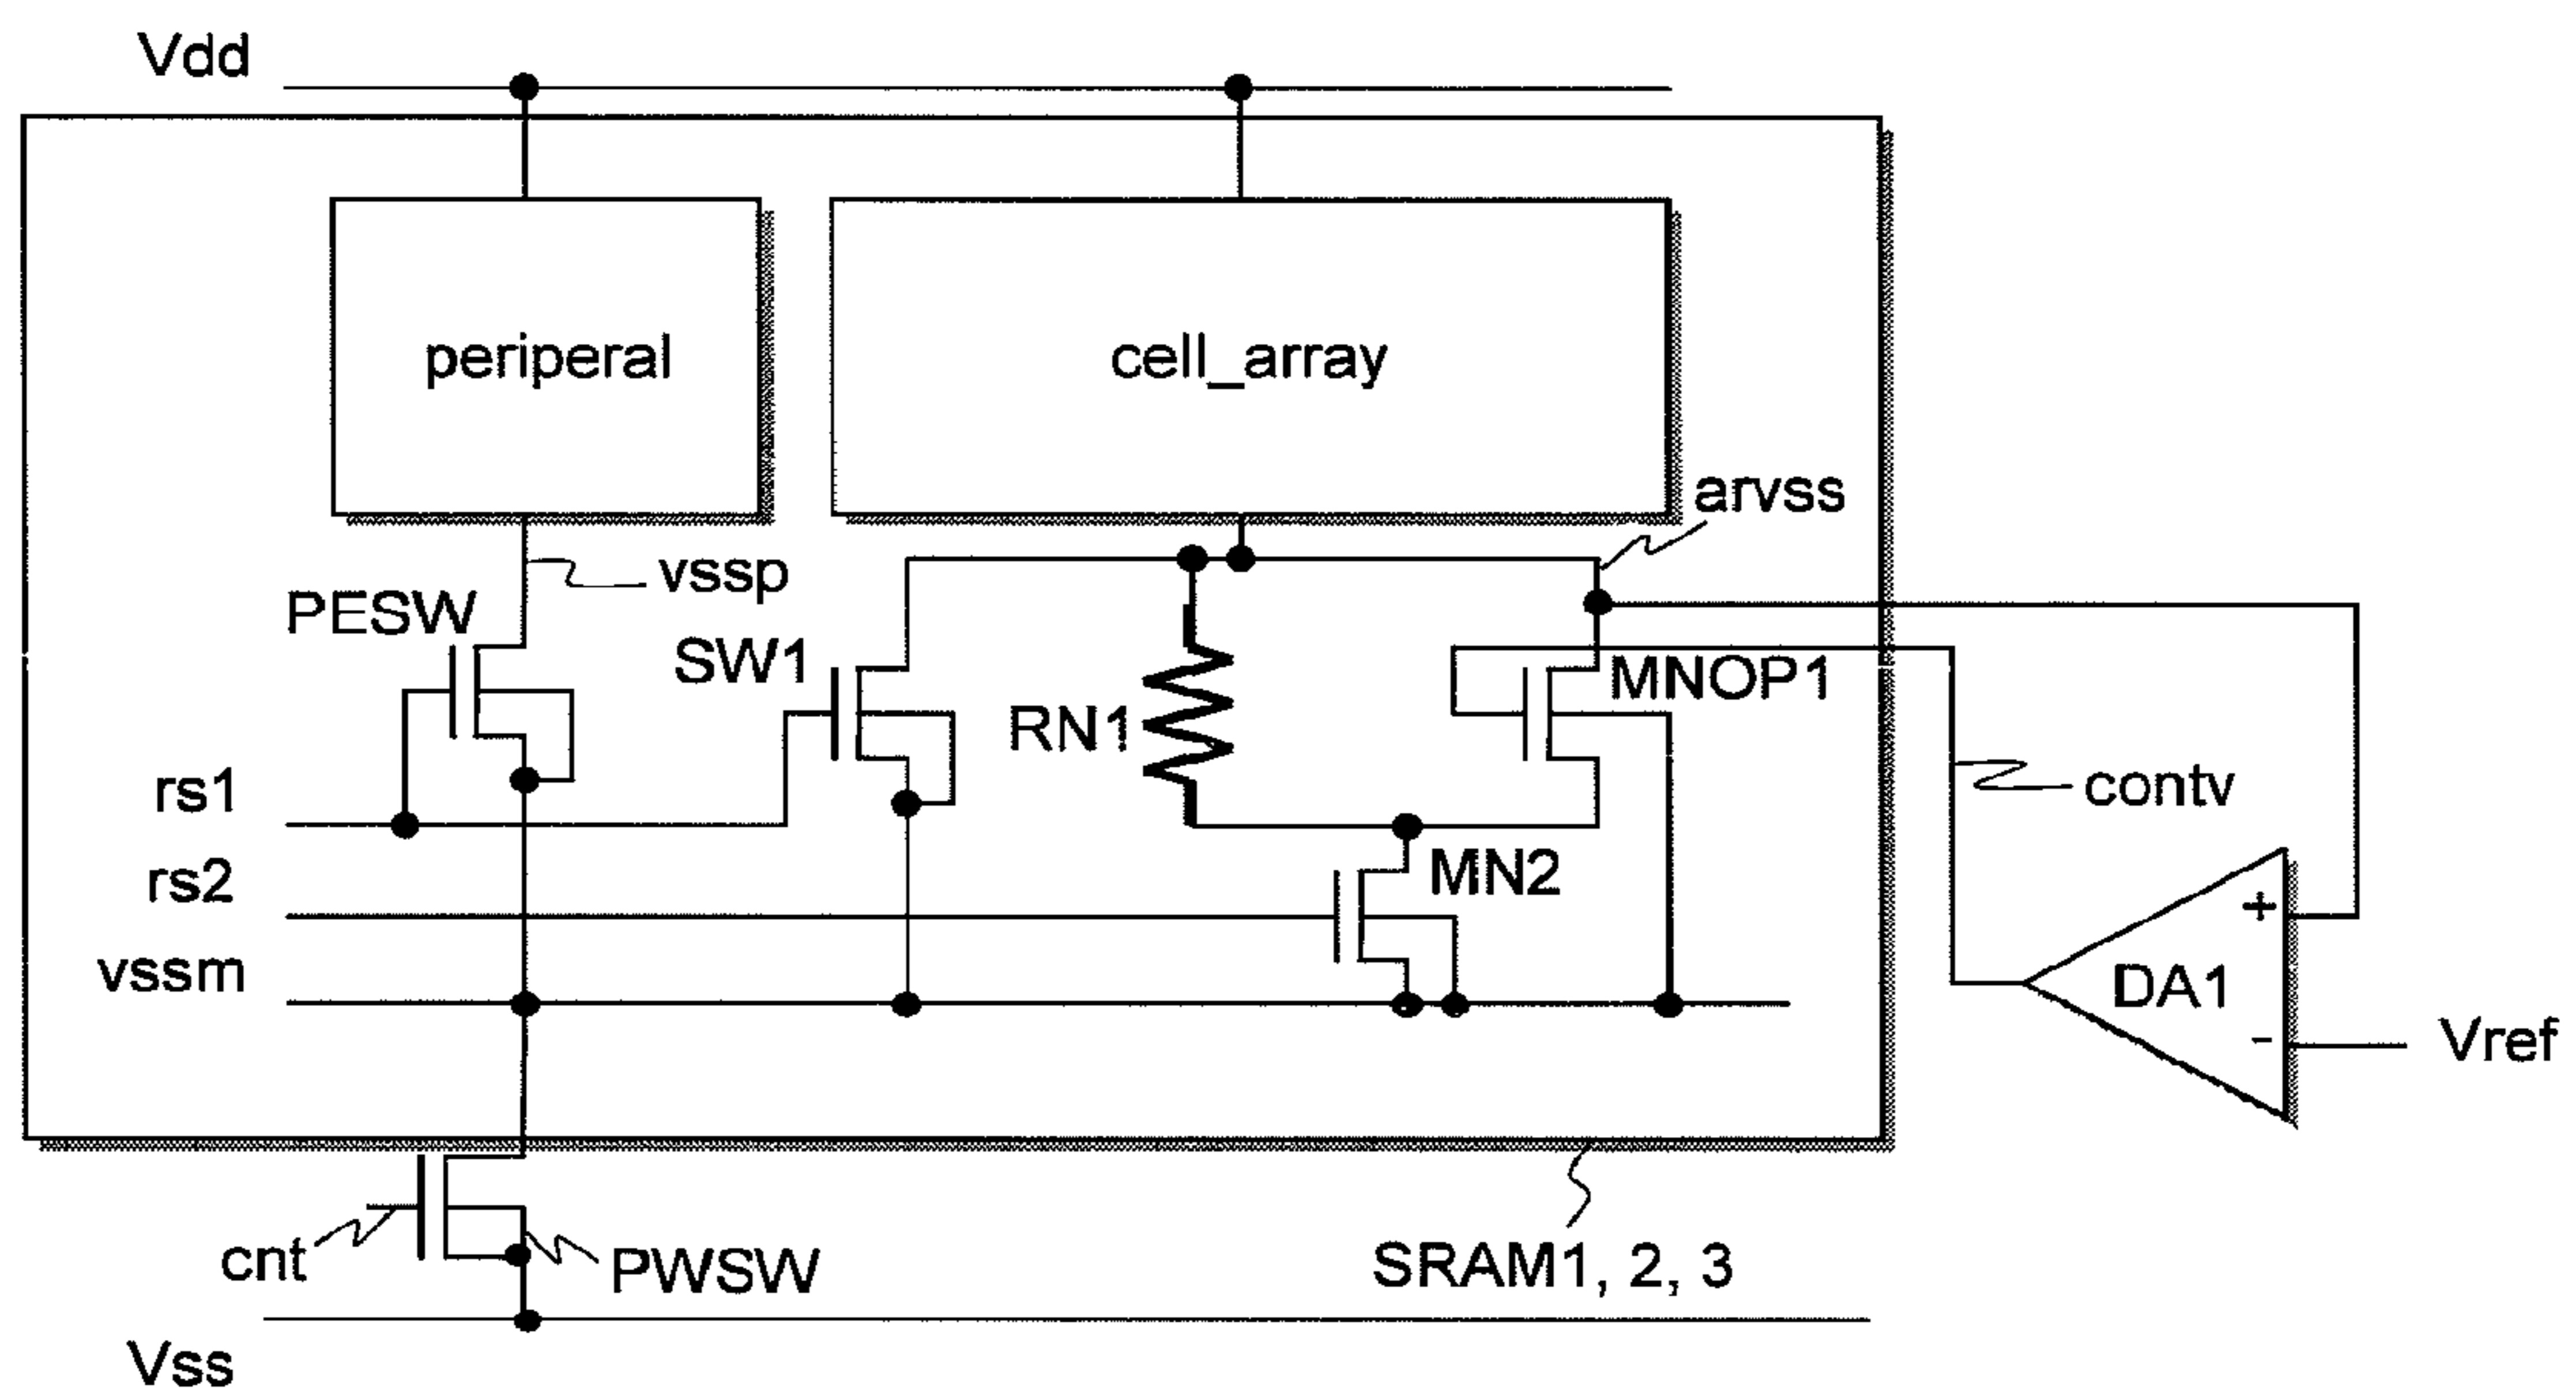 Vdd
periperal
cell_array
arvss
vssp
PESW
SW1
MNOP1
RN1
rs1
contv
rs2
MN2
+
vssm
DA1
-
Vref
cnt
PWSW
SRAM1, 2, 3
Vss